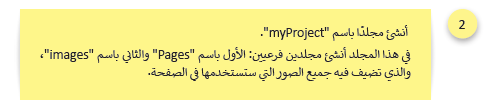 2
أنشئ مجلدًا باسم "myProject".
في هذا المجلد أنشئ مجلدين فرعيين: الأول باسم "Pages" والثاني باسم "images"،
والذي تضيف فيه جميع الصور التي ستستخدمها في الصفحة.